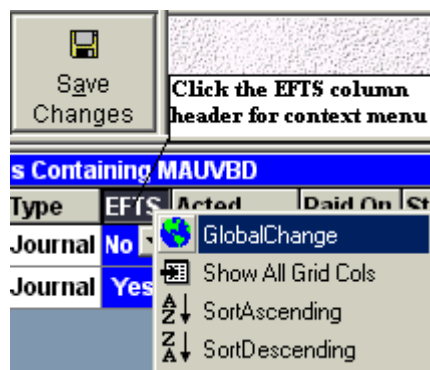 Save
Changes
Click the EFTS column
header for context menu
s Containing MAUVBD
Type EFTS Acted Paid On St
Journal No
GlobalChange
Journal Yes
Show All Grid Cols
SortAscending
SortDescending